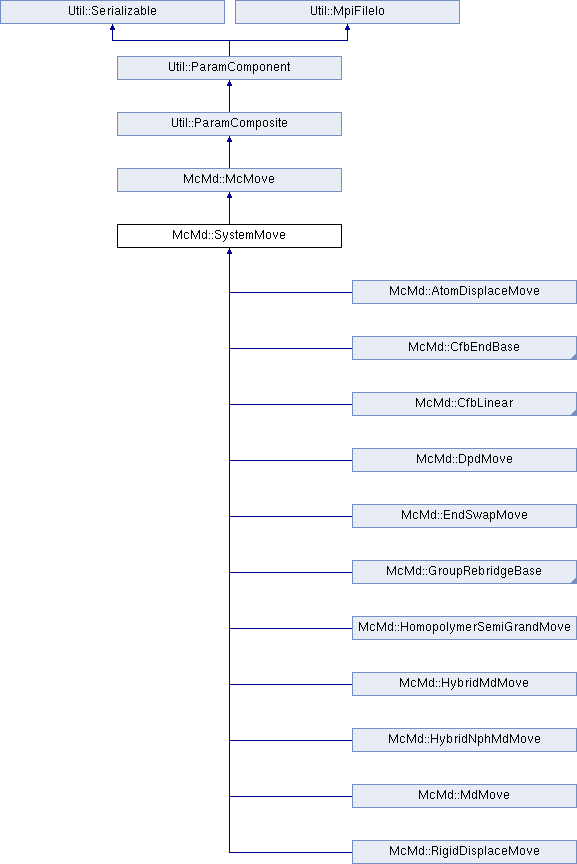 Util::Serializable
Util::MpiFileIo
Util::ParamComponent
Util::ParamComposite
McMd::McMove
McMd::SystemMove
McMd::AtomDisplaceMove
McMd::CfbEndBase
McMd::CfbLinear
McMd::DpdMove
McMd::EndSwapMove
McMd::GroupRebridgeBase
McMd::HomopolymerSemiGrandMove
McMd::HybridMdMove
McMd::HybridNphMdMove
McMd::MdMove
McMd::RigidDisplaceMove